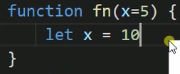 function fn(x=5) {
    let x = 10
}